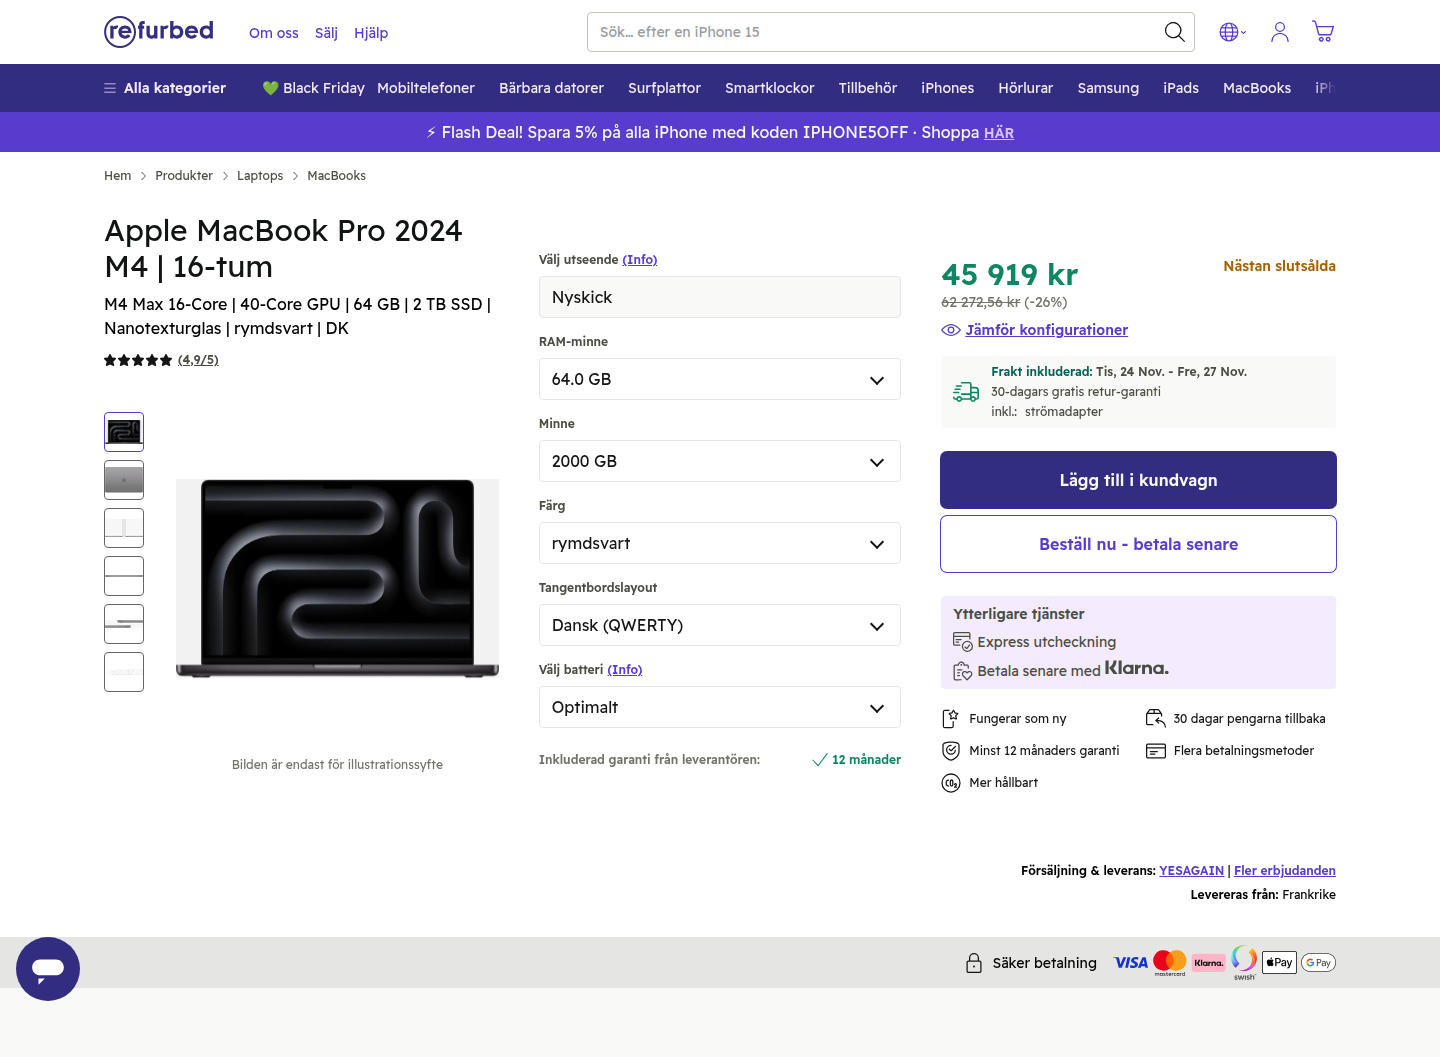 refurbed
Om oss Sälj Hjälp
Sök... efter en iPhone 15
Alla kategorier
💚 Black Friday Mobiltelefoner Bärbara datorer Surfplattor Smartklockor Tillbehör iPhones Hörlurar Samsung iPads MacBooks iPh
⚡ Flash Deal! Spara 5% på alla iPhone med koden IPHONE5OFF · Shoppa HÄR
Hem > Produkter > Laptops > MacBooks
Apple MacBook Pro 2024
M4 | 16-tum
M4 Max 16-Core | 40-Core GPU | 64 GB | 2 TB SSD |
Nanotexturglas | rymdsvart | DK
(4,9/5)
Bilden är endast för illustrationssyfte
Välj utseende (Info)
Nyskick
RAM-minne
64.0 GB
Minne
2000 GB
Färg
rymdsvart
Tangentbordslayout
Dansk (QWERTY)
Välj batteri (Info)
Optimalt
Inkluderad garanti från leverantören: 12 månader
45 919 kr
Nästan slutsålda
62 272,56 kr (-26%)
Jämför konfigurationer
Frakt inkluderad: Tis, 24 Nov. - Fre, 27 Nov.
30-dagars gratis retur-garanti
inkl.: strömadapter
Lägg till i kundvagn
Beställ nu - betala senare
Ytterligare tjänster
Express utcheckning
Betala senare med Klarna.
Fungerar som ny
30 dagar pengarna tillbaka
Minst 12 månaders garanti
Flera betalningsmetoder
Mer hållbart
Försäljning & leverans: YESAGAIN | Fler erbjudanden
Levereras från: Frankrike
Säker betalning VISA mastercard Klarna. swish Pay G Pay